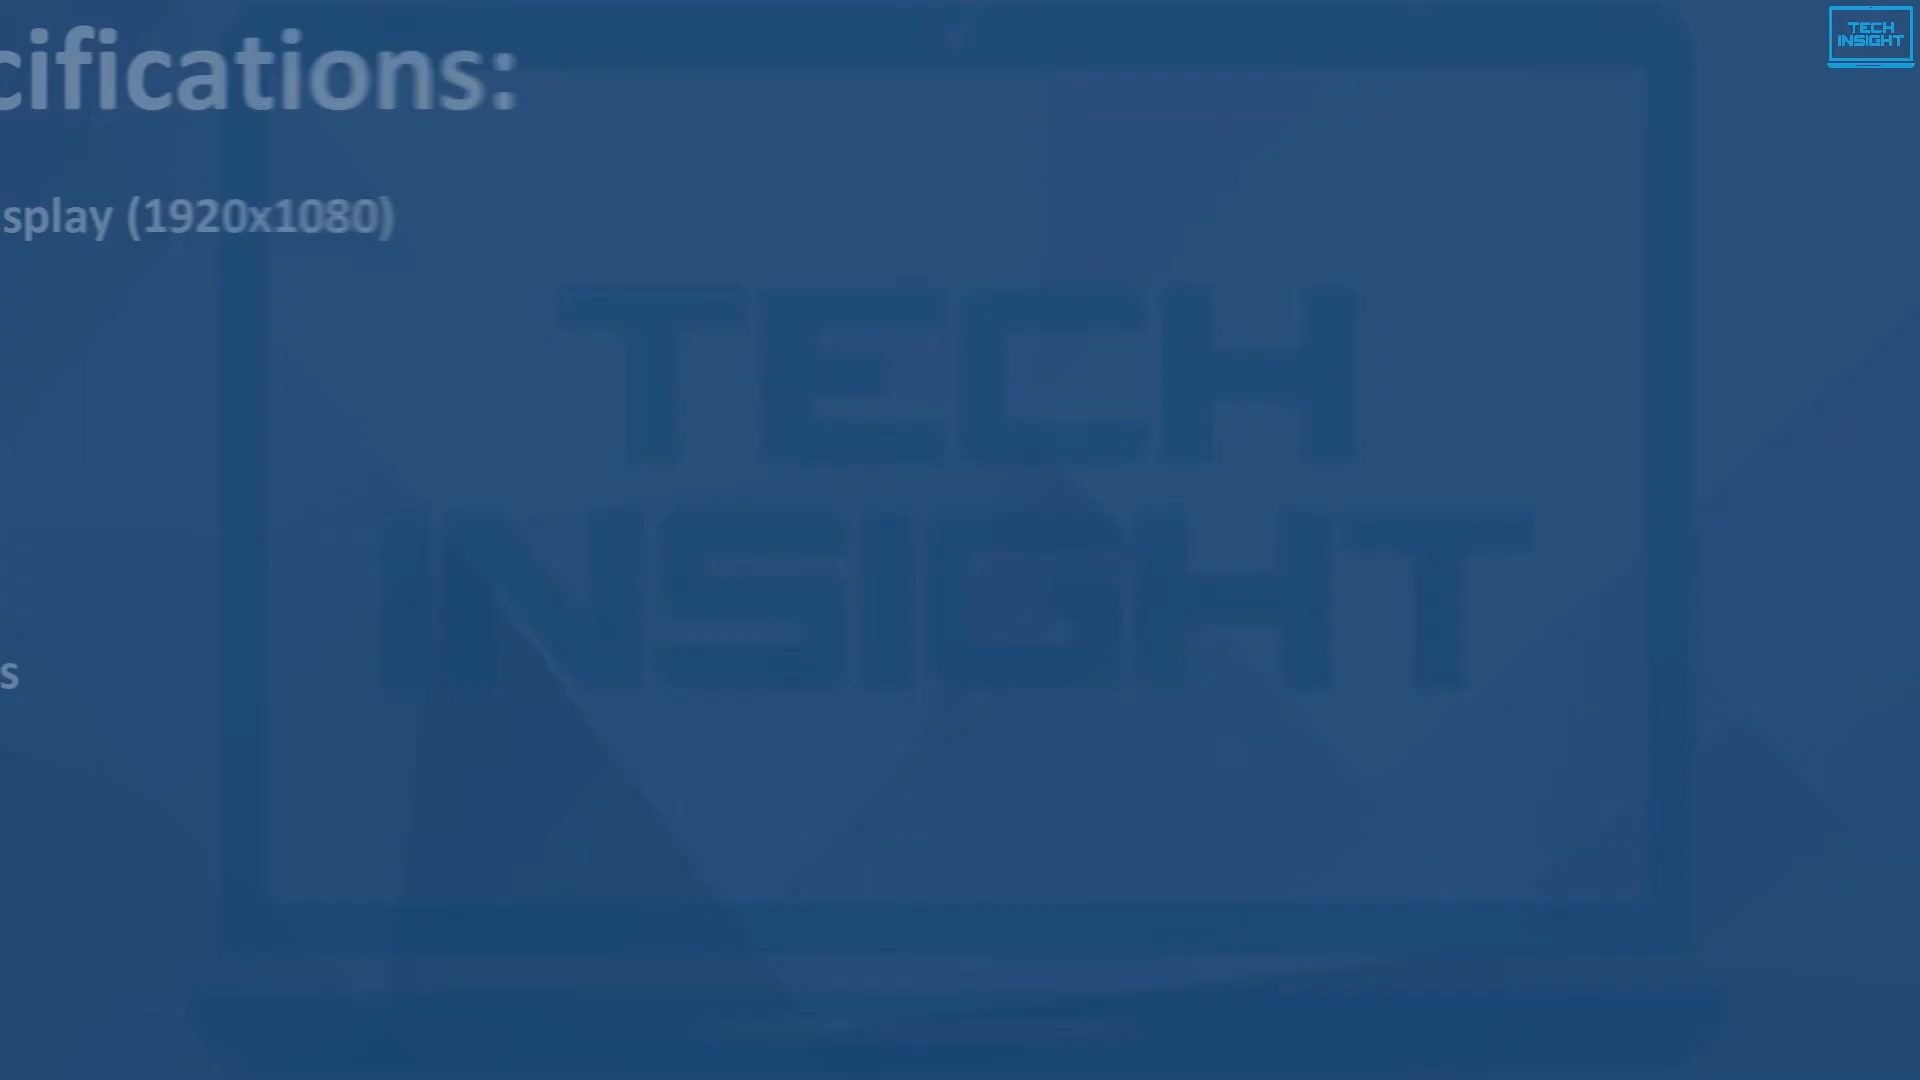 cifications:
splay (1920x1080)
s
TECH
INSIGHT
TECH
INSIGHT